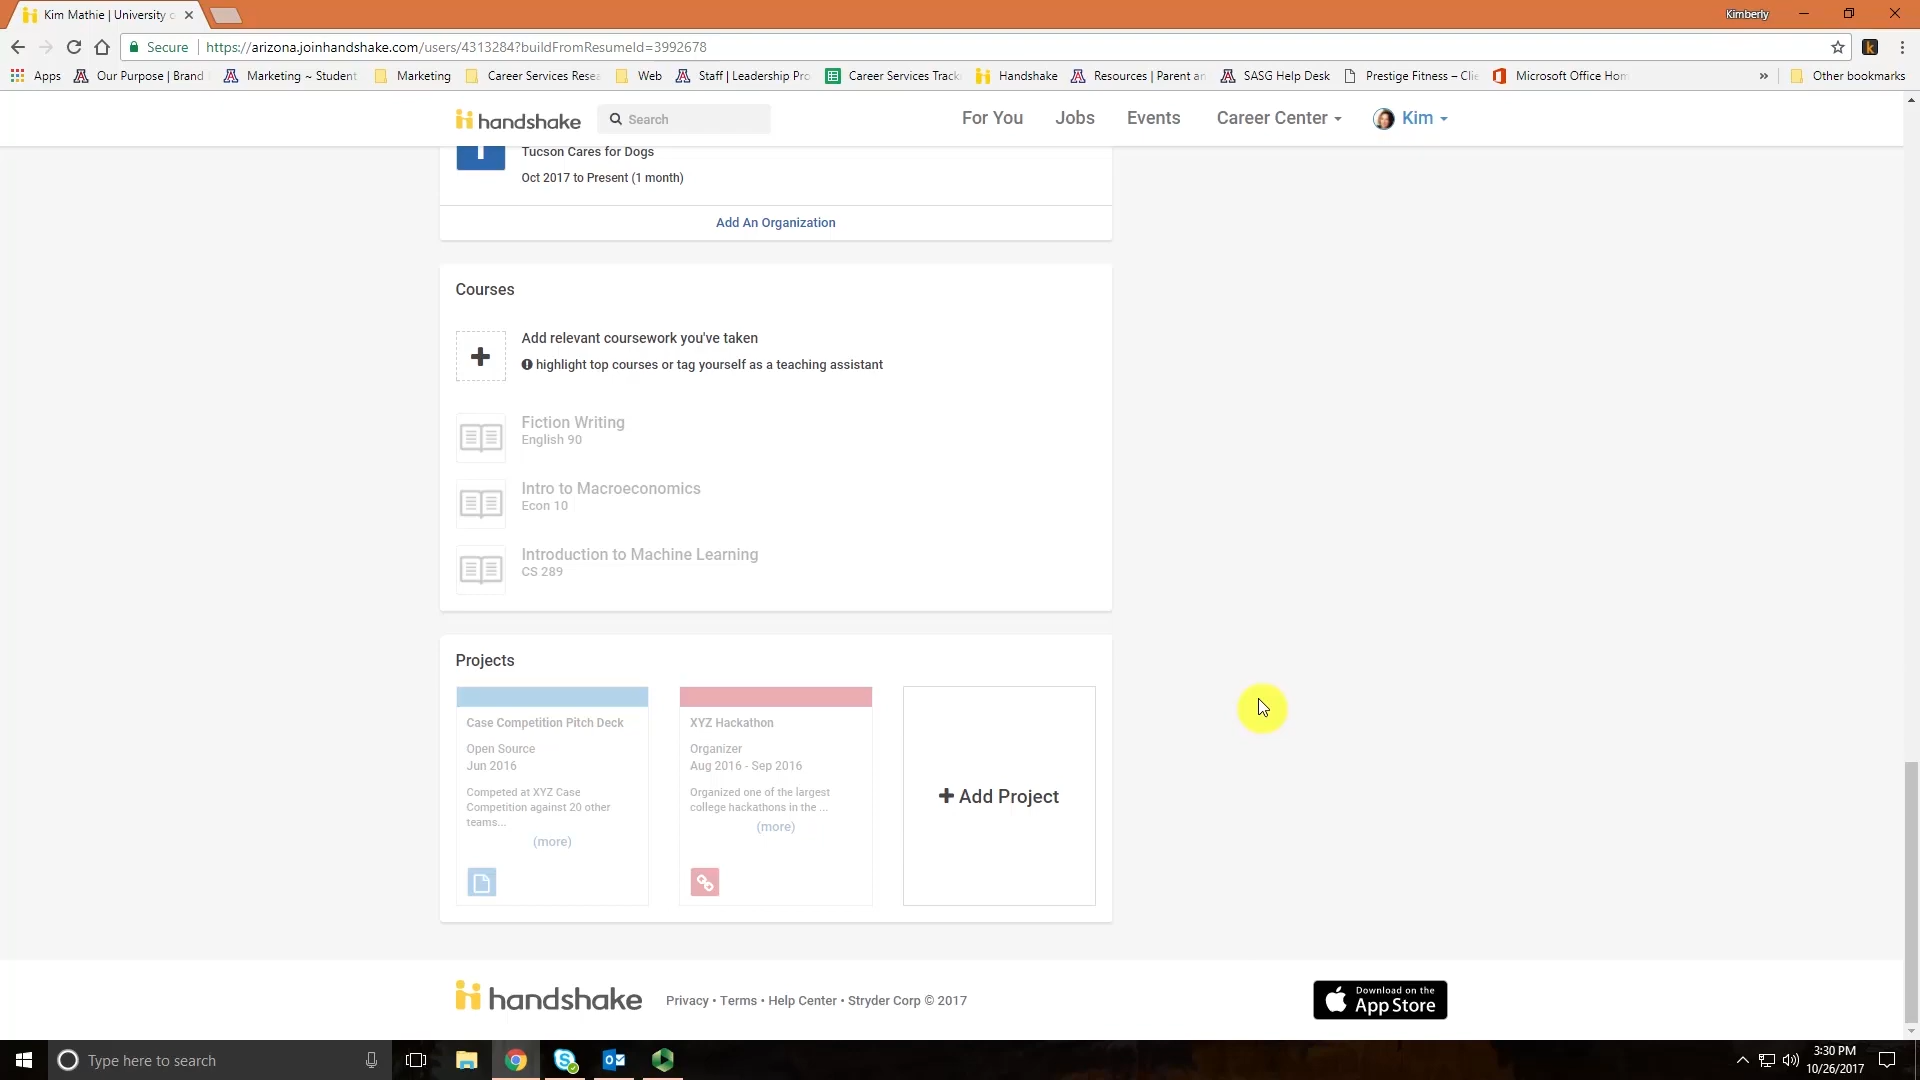 Kim Mathie | University o
Kimberly
Secure
https://arizona.joinhandshake.com/users/4313284?buildFromResumeId=3992678
Apps
Our Purpose | Brand
Marketing ~ Student
Marketing
Career Services Rese
Web
Staff | Leadership Pro
Career Services Track
Handshake
Resources | Parent an
SASG Help Desk
Prestige Fitness – Clie
Microsoft Office Hom
»
Other bookmarks
handshake
Search
For You
Jobs
Events
Career Center
Kim
Tucson Cares for Dogs
Oct 2017 to Present (1 month)
Add An Organization
Courses
Add relevant coursework you've taken
highlight top courses or tag yourself as a teaching assistant
Fiction Writing
English 90
Intro to Macroeconomics
Econ 10
Introduction to Machine Learning
CS 289
Projects
Case Competition Pitch Deck
Open Source
Jun 2016
Competed at XYZ Case
Competition against 20 other
teams...
(more)
XYZ Hackathon
Organizer
Aug 2016 - Sep 2016
Organized one of the largest
college hackathons in the ...
(more)
+ Add Project
handshake
Privacy • Terms • Help Center • Stryder Corp © 2017
Download on the
App Store
Type here to search
3:30 PM
10/26/2017